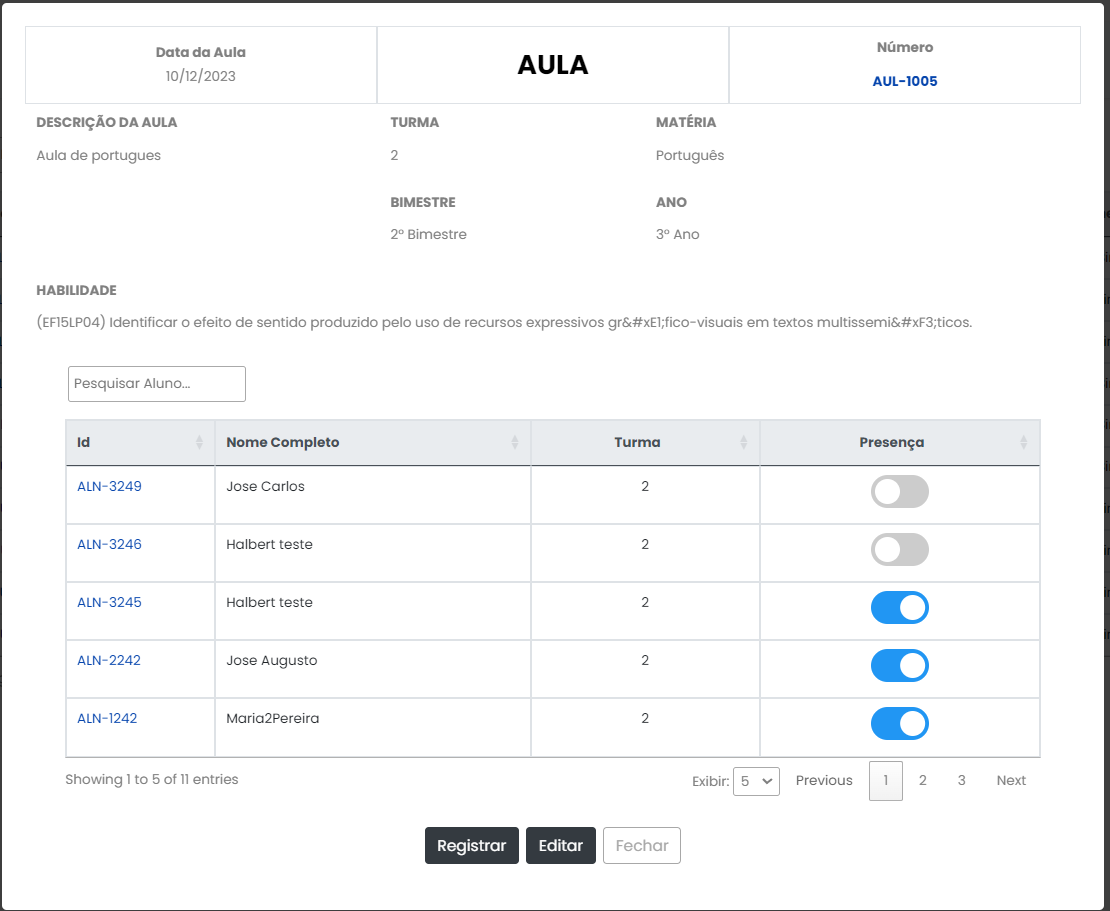 Data da Aula
10/12/2023
AULA
Número
AUL-1005
DESCRIÇÃO DA AULA TURMA MATÉRIA
Aula de portugues 2 Português
BIMESTRE ANO
2º Bimestre 3º Ano
HABILIDADE
(EF15LP04) Identificar o efeito de sentido produzido pelo uso de recursos expressivos gr&#xE1;fico-visuais em textos multissemi&#xF3;ticos.
Pesquisar Aluno...
Id Nome Completo Turma Presença
ALN-3249 Jose Carlos 2
ALN-3246 Halbert teste 2
ALN-3245 Halbert teste 2
ALN-2242 Jose Augusto 2
ALN-1242 Maria2Pereira 2
Showing 1 to 5 of 11 entries Exibir: 5 Previous 1 2 3 Next
Registrar Editar Fechar